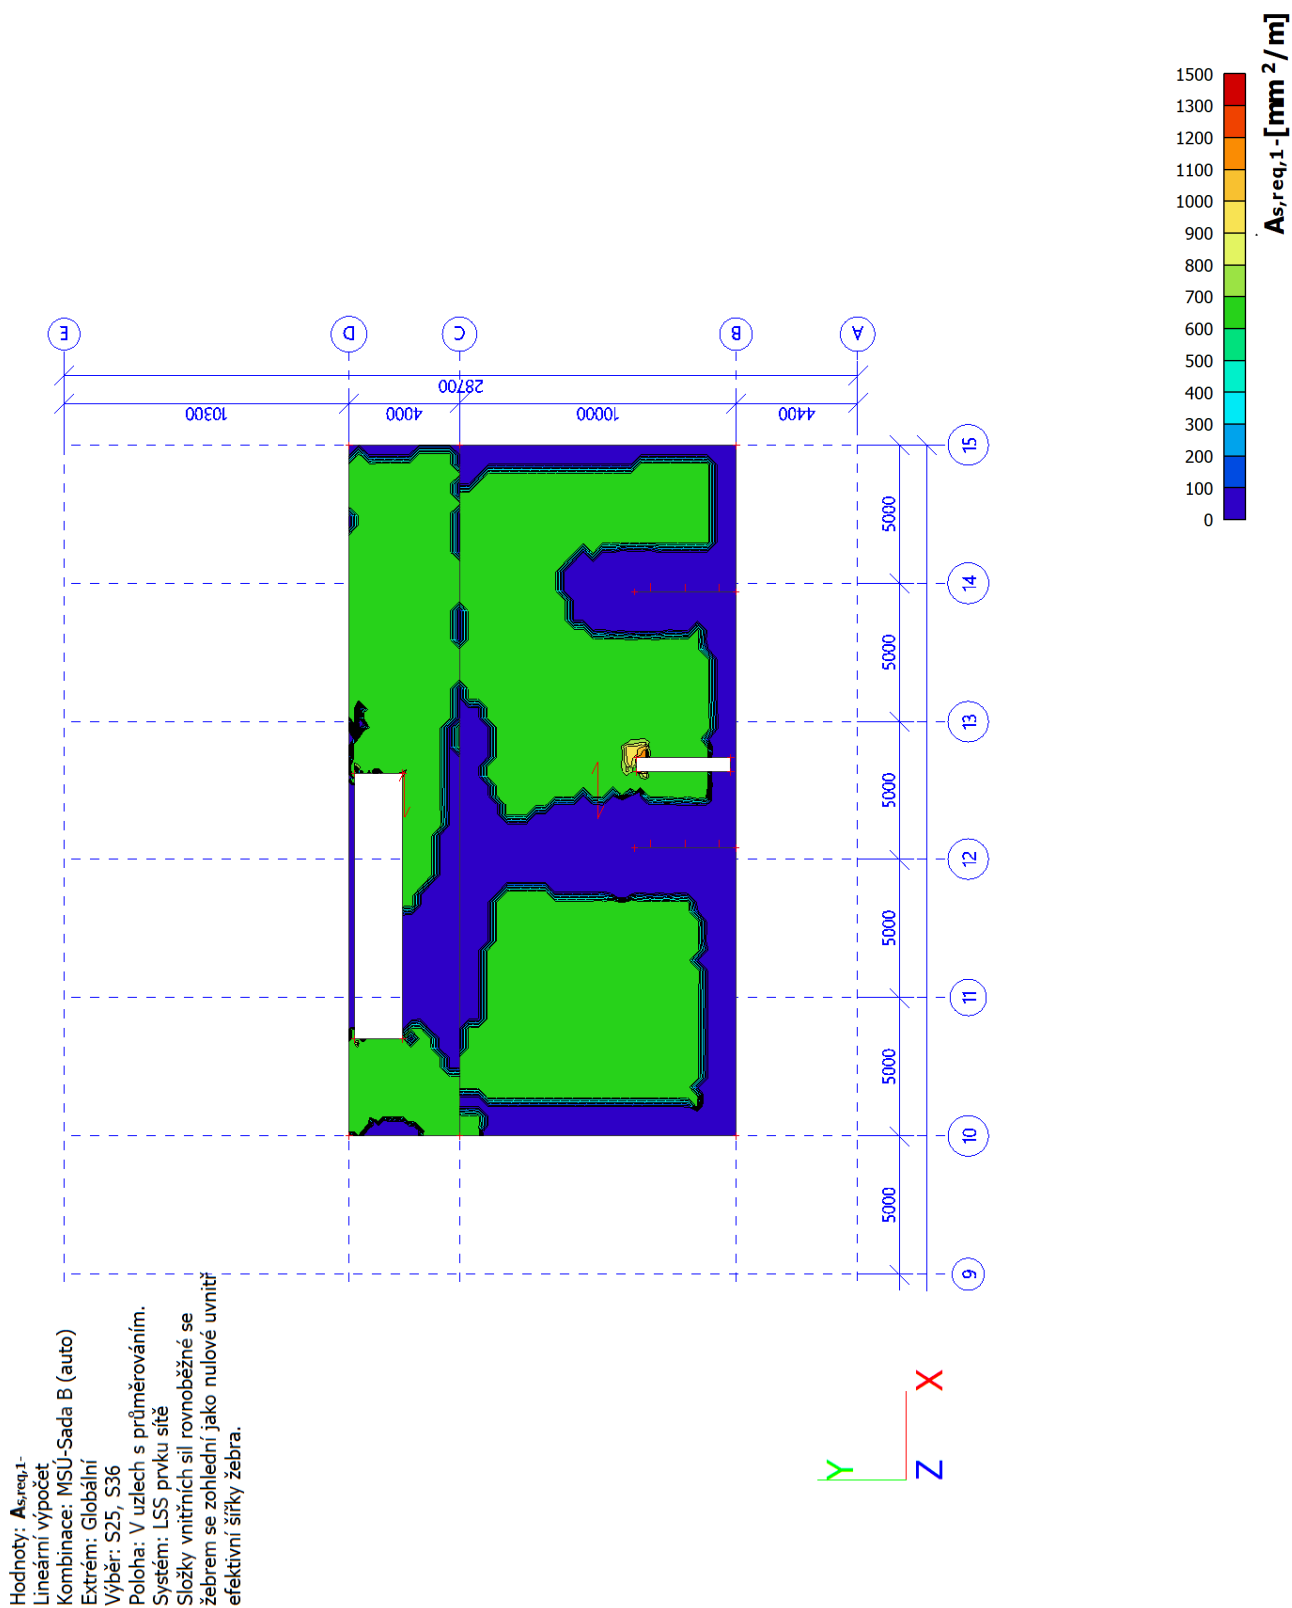 Hodnoty: As,req,1-
Lineární výpočet
Kombinace: MSÚ-Sada B (auto)
Extrém: Globální
Výběr: S25, S36
Poloha: V uzlech s průměrováním.
Systém: LSS prvku sítě
Složky vnitřních sil rovnoběžné se
žebrem se zohlední jako nulové uvnitř
efektivní šířky žebra.
As,req,1-[mm²/m]
1500
1300
1200
1100
1000
900
800
700
600
500
400
300
200
100
0
E
D
C
B
A
28700
10300
4000
10000
4400
15
5000
14
5000
13
5000
12
5000
11
5000
10
5000
9
Y
Z
X